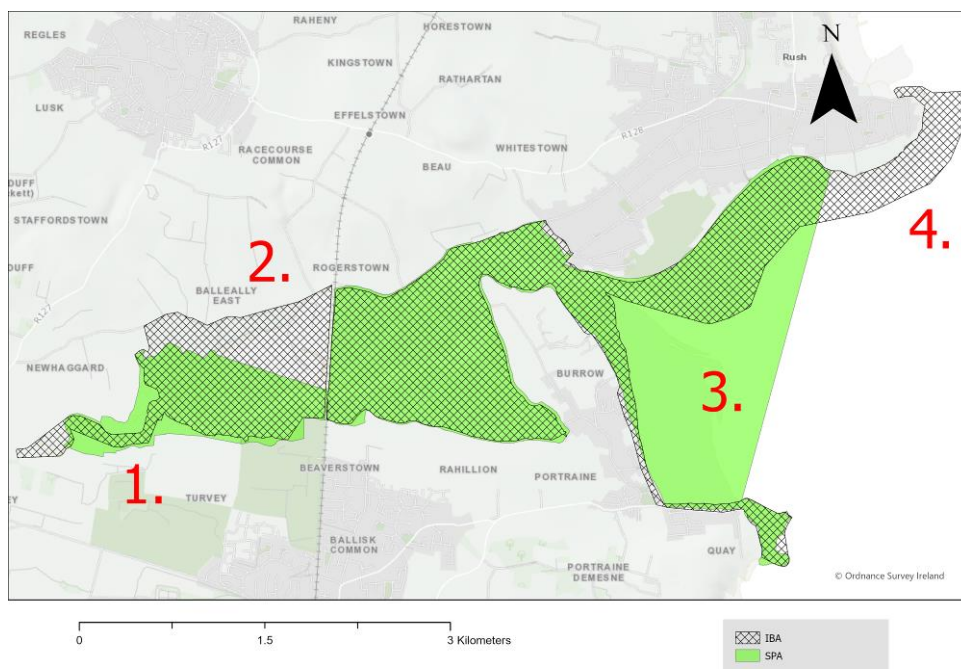 RAHENY
HORESTOWN
REGLES
N
KINGSTOWN
Rush
RATHARTAN
LUSK
EFFELSTOWN
R127
R128
RACECOURSE
COMMON
WHITESTOWN
BEAU
DUFF
ckett)
STAFFORDSTOWN
4.
2.
ROGERSTOWN
DUFF
BALLEALLY
EAST
R127
NEWHAGGARD
BURROW
3.
1.
BEAVERSTOWN
RAHILLION
PORTRAINE
EY
TURVEY
BALLISK
COMMON
QUAY
PORTRAINE
DEMESNE
© Ordnance Survey Ireland
0
1.5
3 Kilometers
IBA
SPA